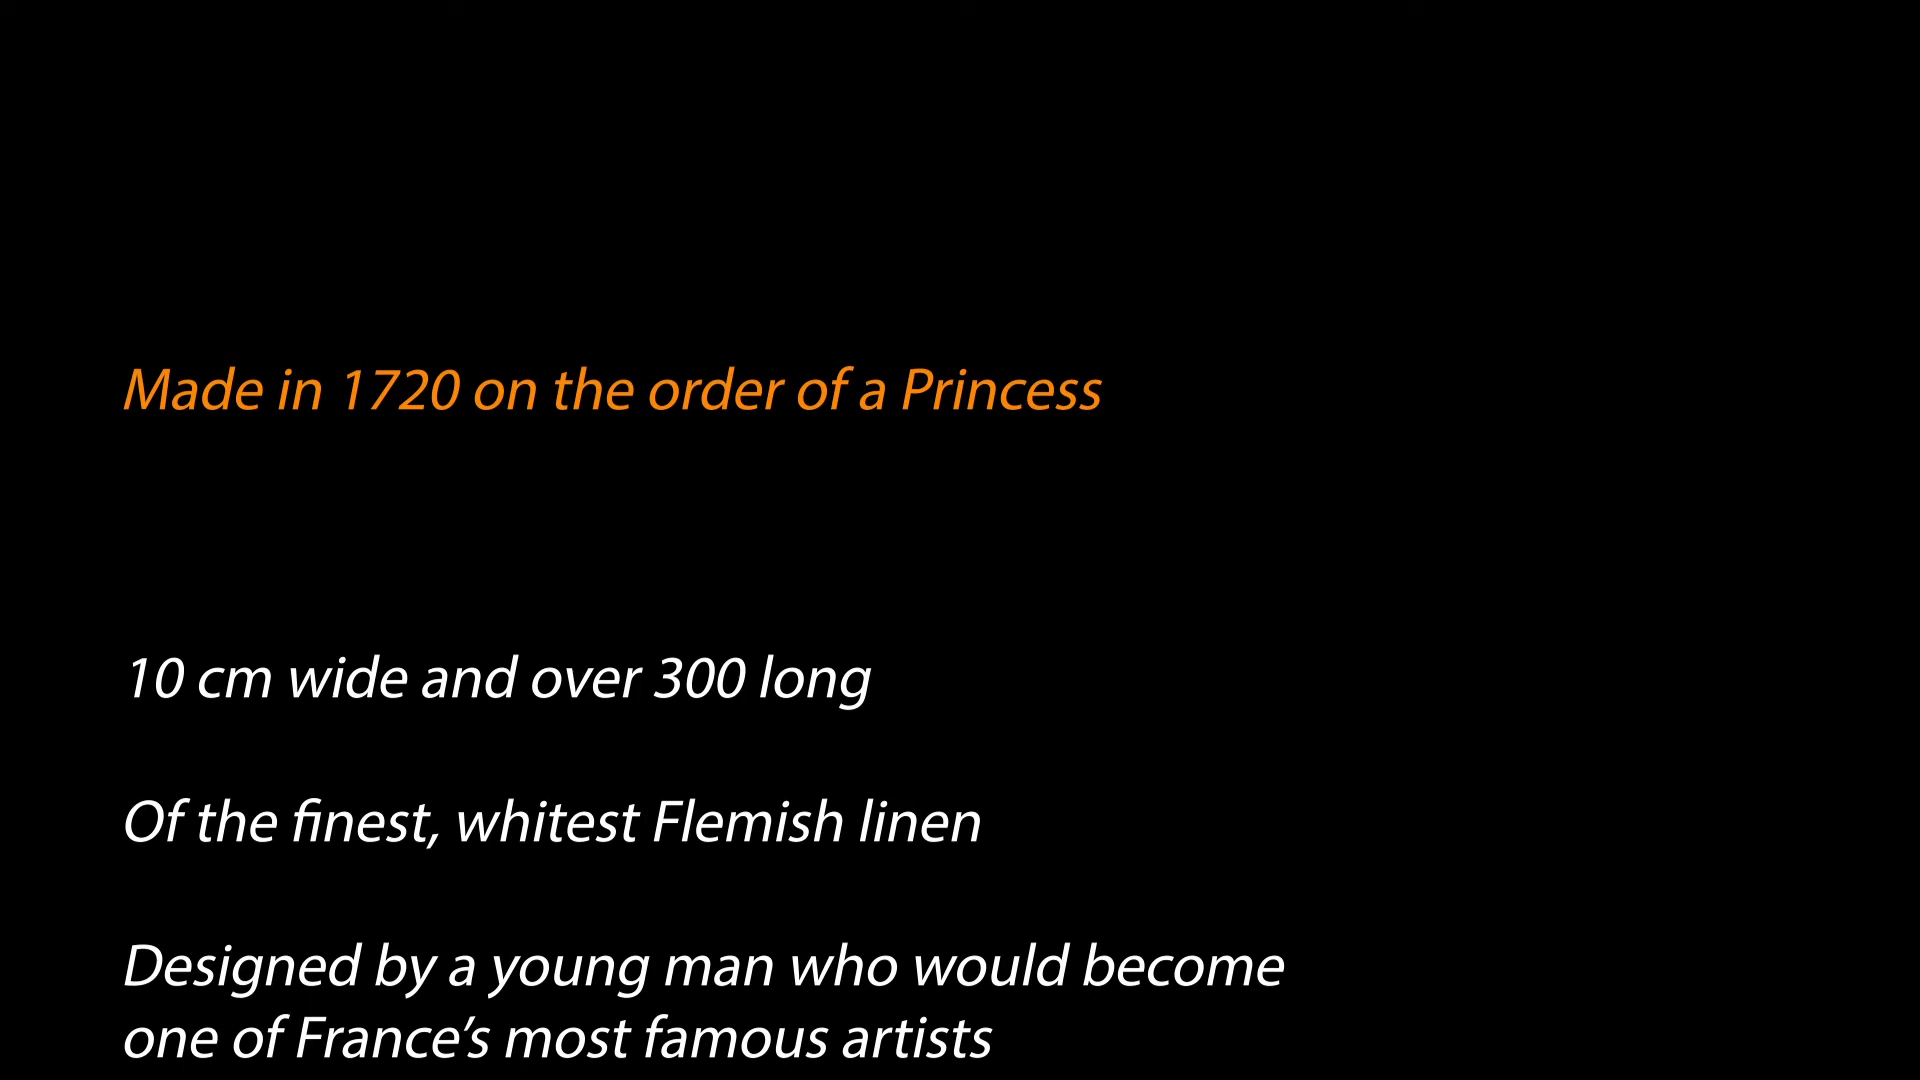 Made in 1720 on the order of a Princess
10 cm wide and over 300 long
Of the finest, whitest Flemish linen
Designed by a young man who would become
one of France’s most famous artists